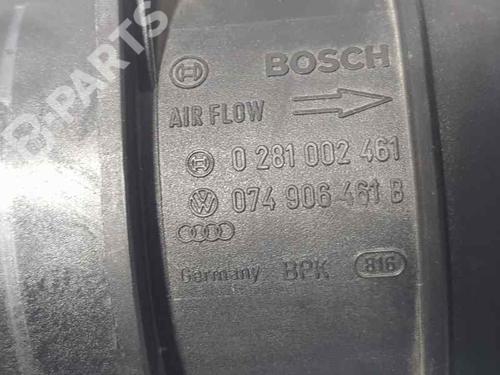 B-PARTS
BOSCH
AIR FLOW
0 281 002 461
074 906 461 B
Germany BPK 816